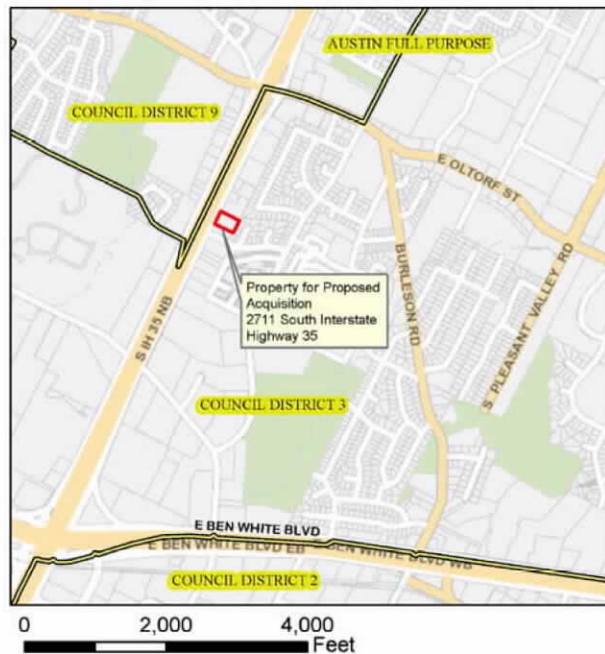 AUSTIN FULL PURPOSE
COUNCIL DISTRICT 9
E OLTORF ST
S PLEASANT VALLEY RD
BURLESON RD
S IH 35 NB
Property for Proposed
Acquisition
2711 South Interstate
Highway 35
COUNCIL DISTRICT 3
E BEN WHITE BLVD
E BEN WHITE BLVD EB
E BEN WHITE BLVD WB
COUNCIL DISTRICT 2
0 2,000 4,000
Feet